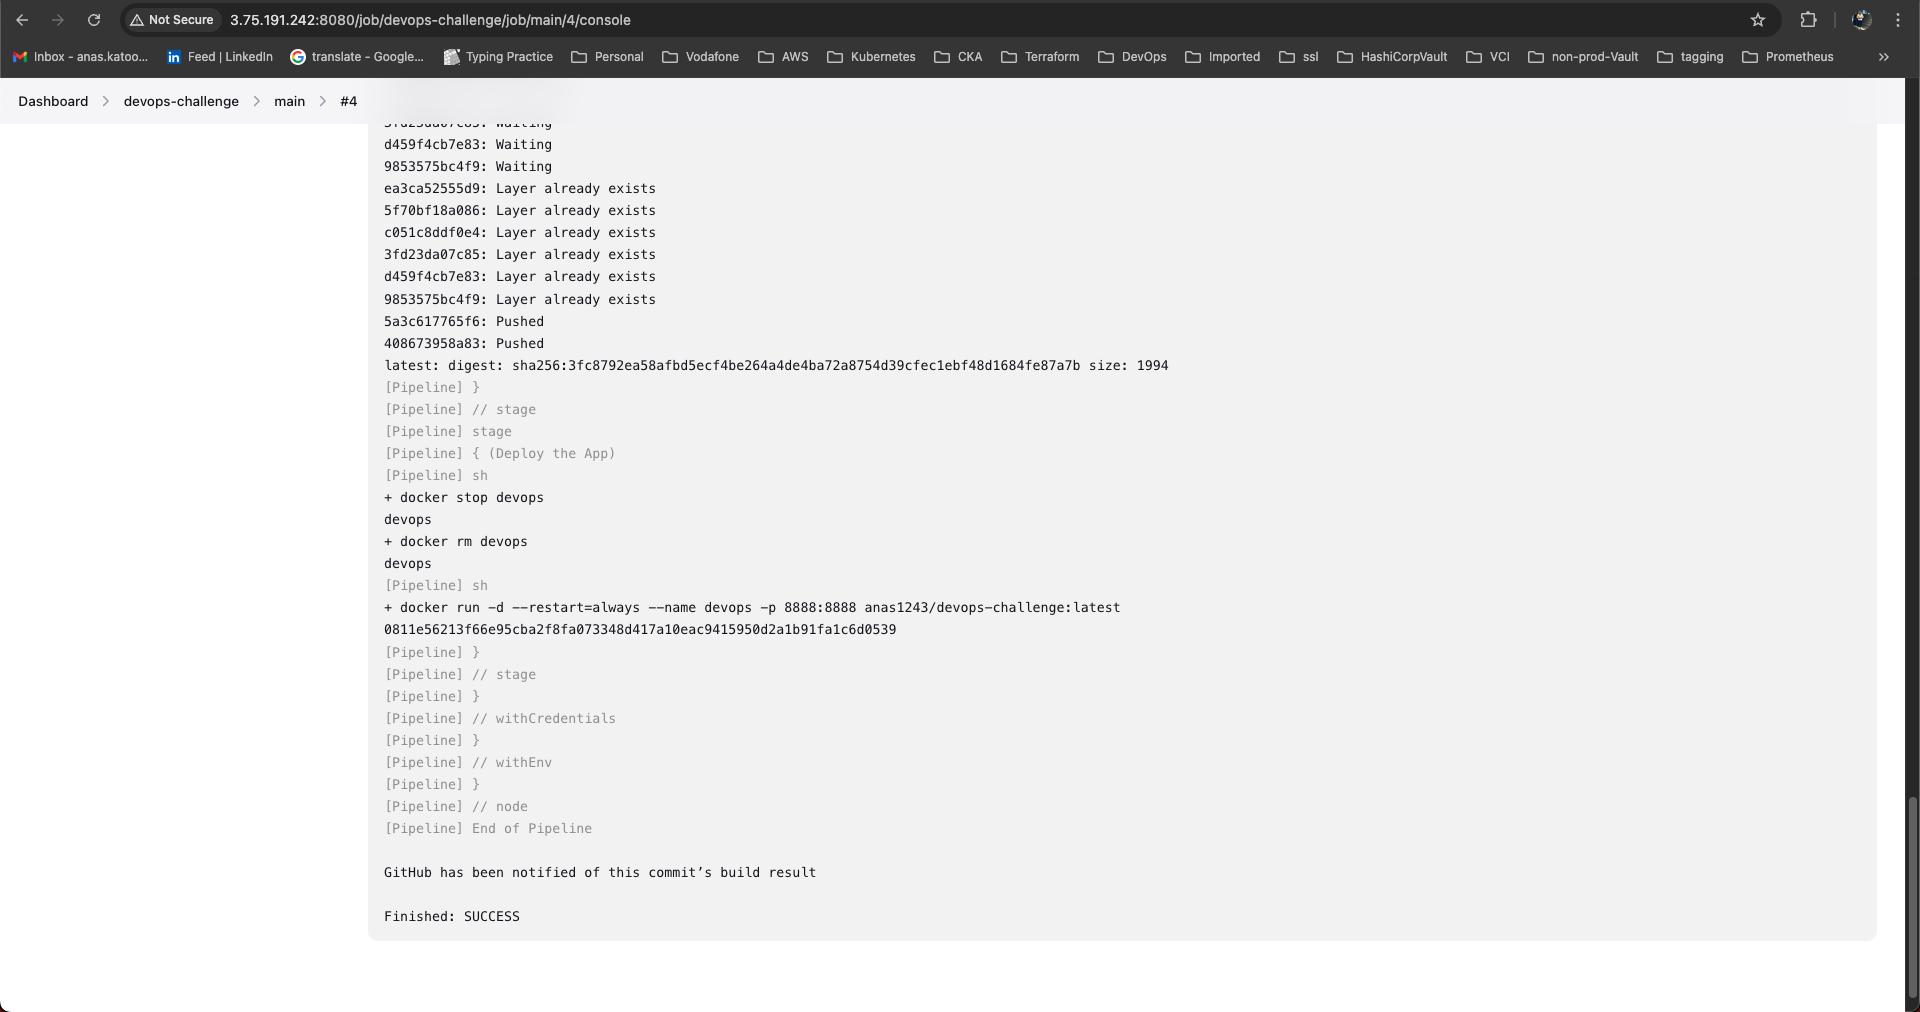 Not Secure 3.75.191.242:8080/job/devops-challenge/job/main/4/console
Inbox - anas.katoo... Feed | LinkedIn translate - Google... Typing Practice Personal Vodafone AWS Kubernetes CKA Terraform DevOps Imported ssl HashiCorpVault VCI non-prod-Vault tagging Prometheus »
Dashboard > devops-challenge > main > #4
3fd23da07c85: Waiting
d459f4cb7e83: Waiting
9853575bc4f9: Waiting
ea3ca52555d9: Layer already exists
5f70bf18a086: Layer already exists
c051c8ddf0e4: Layer already exists
3fd23da07c85: Layer already exists
d459f4cb7e83: Layer already exists
9853575bc4f9: Layer already exists
5a3c617765f6: Pushed
408673958a83: Pushed
latest: digest: sha256:3fc8792ea58afbd5ecf4be264a4de4ba72a8754d39cfec1ebf48d1684fe87a7b size: 1994
[Pipeline] }
[Pipeline] // stage
[Pipeline] stage
[Pipeline] { (Deploy the App)
[Pipeline] sh
+ docker stop devops
devops
+ docker rm devops
devops
[Pipeline] sh
+ docker run -d --restart=always --name devops -p 8888:8888 anas1243/devops-challenge:latest
0811e56213f66e95cba2f8fa073348d417a10eac9415950d2a1b91fa1c6d0539
[Pipeline] }
[Pipeline] // stage
[Pipeline] }
[Pipeline] // withCredentials
[Pipeline] }
[Pipeline] // withEnv
[Pipeline] }
[Pipeline] // node
[Pipeline] End of Pipeline
GitHub has been notified of this commit’s build result
Finished: SUCCESS